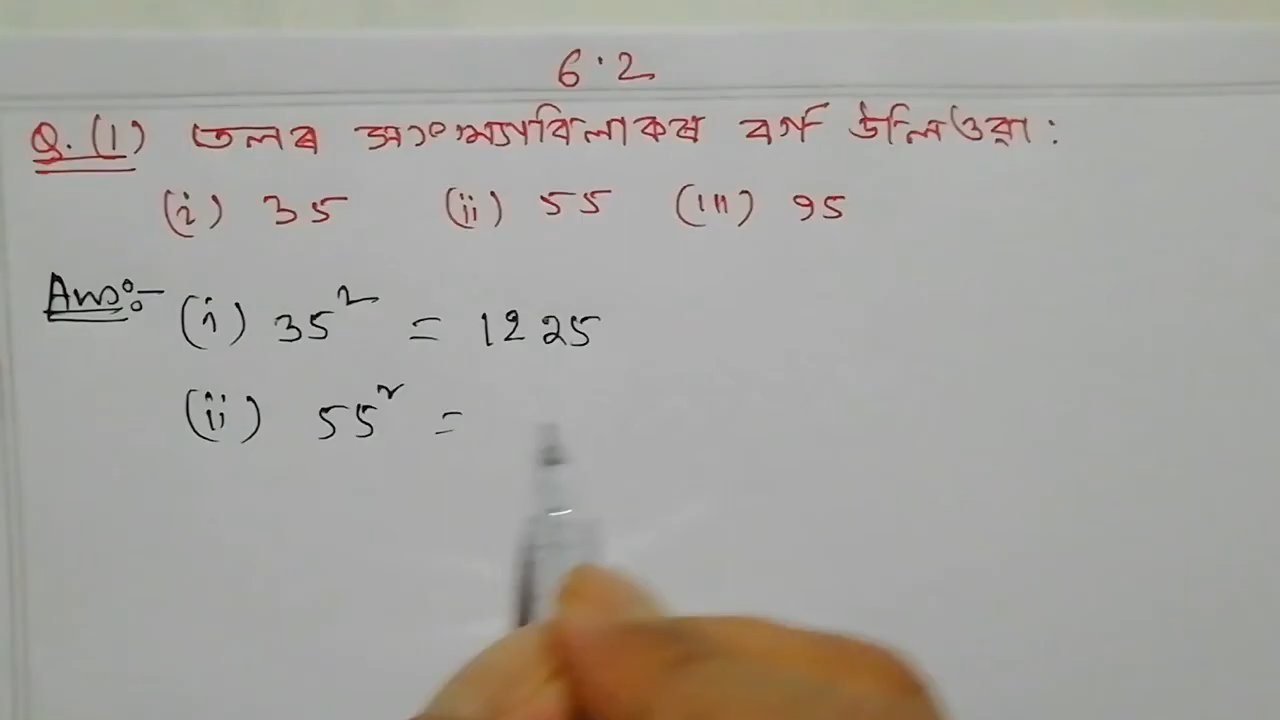 6.2
Q. (1) তলৰ সংখ্যাবিলাকৰ বৰ্গ উলিওৱা :
(i) 35 (ii) 55 (iii) 95
Ans:- (i) 35² = 1225
(ii) 55² =